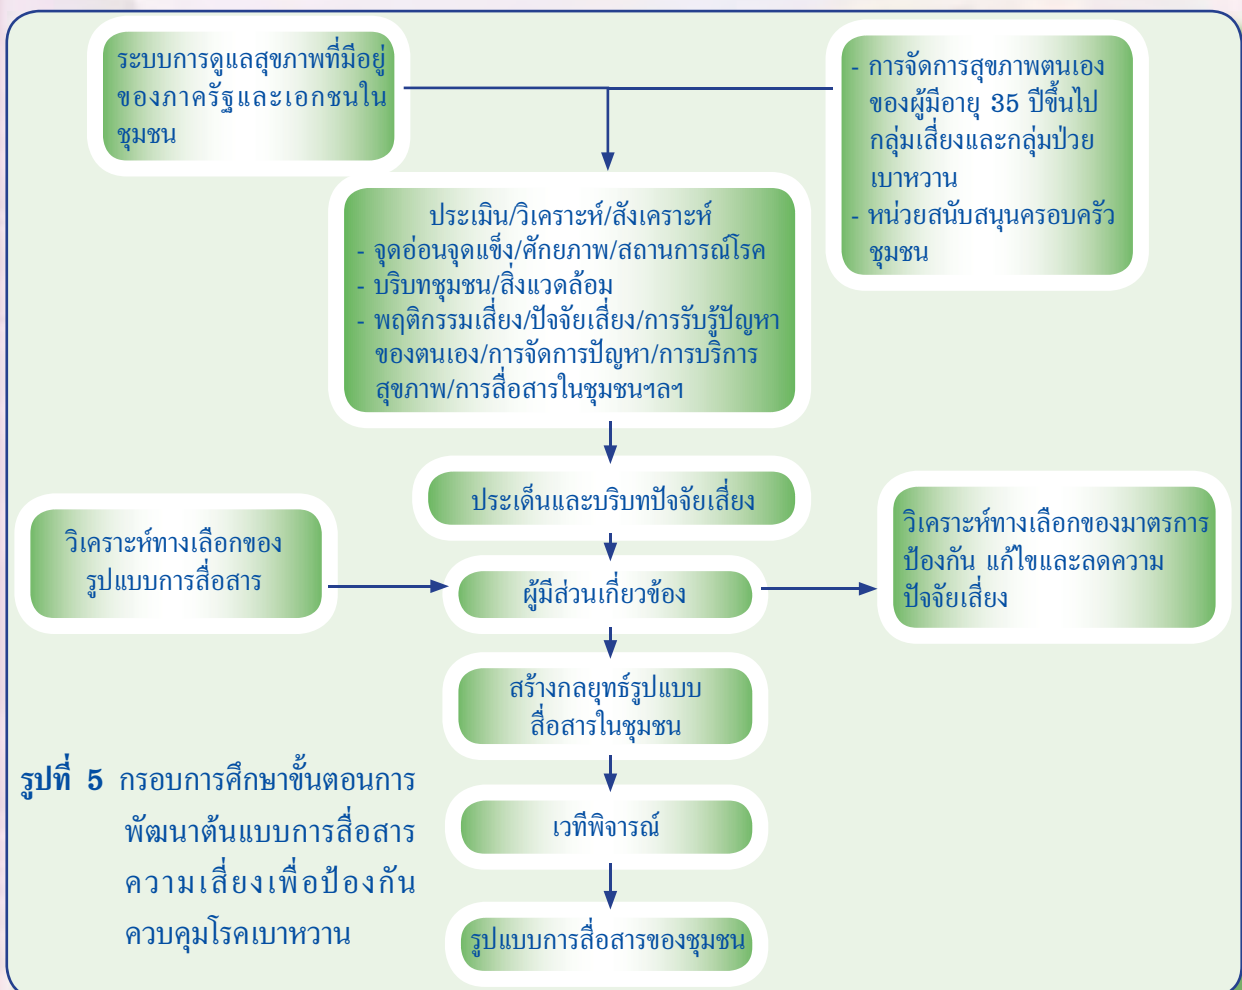 ระบบการดูแลสุขภาพที่มีอยู่
ของภาครัฐและเอกชนใน
ชุมชน
- การจัดการสุขภาพตนเอง
ของผู้มีอายุ 35 ปีขึ้นไป
กลุ่มเสี่ยงและกลุ่มป่วย
เบาหวาน
- หน่วยสนับสนุนครอบครัว
ชุมชน
ประเมิน/วิเคราะห์/สังเคราะห์
- จุดอ่อนจุดแข็ง/ศักยภาพ/สถานการณ์โรค
- บริบทชุมชน/สิ่งแวดล้อม
- พฤติกรรมเสี่ยง/ปัจจัยเสี่ยง/การรับรู้ปัญหา
ของตนเอง/การจัดการปัญหา/การบริการ
สุขภาพ/การสื่อสารในชุมชนฯลฯ
ประเด็นและบริบทปัจจัยเสี่ยง
วิเคราะห์ทางเลือกของ
รูปแบบการสื่อสาร
ผู้มีส่วนเกี่ยวข้อง
วิเคราะห์ทางเลือกของมาตรการ
ป้องกัน แก้ไขและลดความ
ปัจจัยเสี่ยง
สร้างกลยุทธ์รูปแบบ
สื่อสารในชุมชน
เวทีพิจารณ์
รูปแบบการสื่อสารของชุมชน
รูปที่ 5 กรอบการศึกษาขั้นตอนการ
พัฒนาต้นแบบการสื่อสาร
ความเสี่ยงเพื่อป้องกัน
ควบคุมโรคเบาหวาน